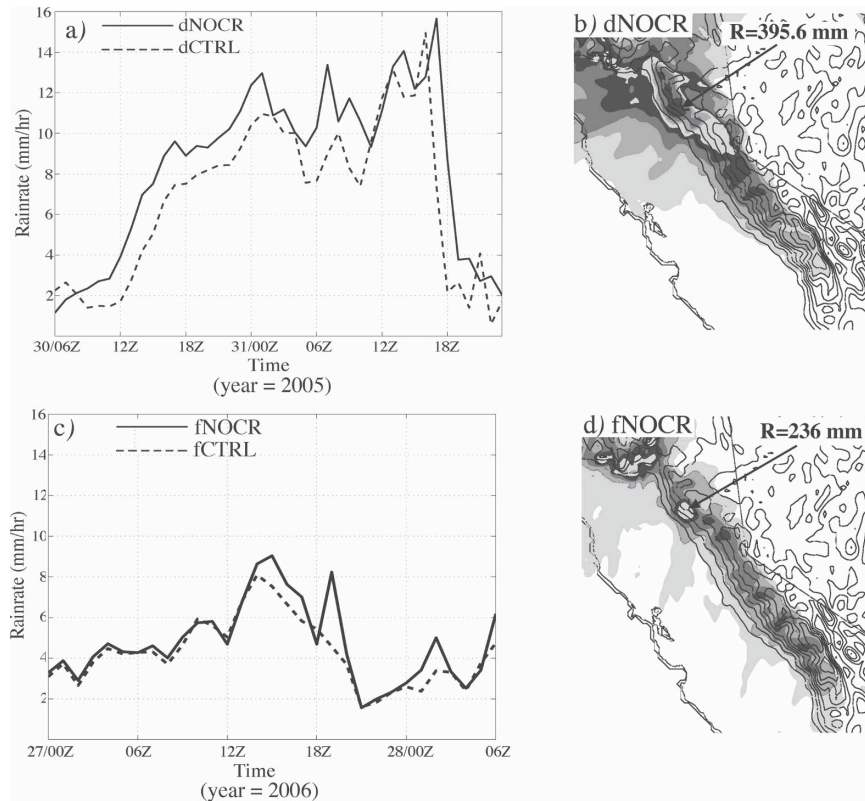 a)
dNOCR
dCTRL
16
14
12
10
8
6
4
2
Rainrate (mm/hr)
30/06Z 12Z 18Z 31/00Z 06Z 12Z 18Z
Time
(year = 2005)
b) dNOCR
R=395.6 mm
c)
fNOCR
fCTRL
16
14
12
10
8
6
4
2
Rainrate (mm/hr)
27/00Z 06Z 12Z 18Z 28/00Z 06Z
Time
(year = 2006)
d) fNOCR
R=236 mm